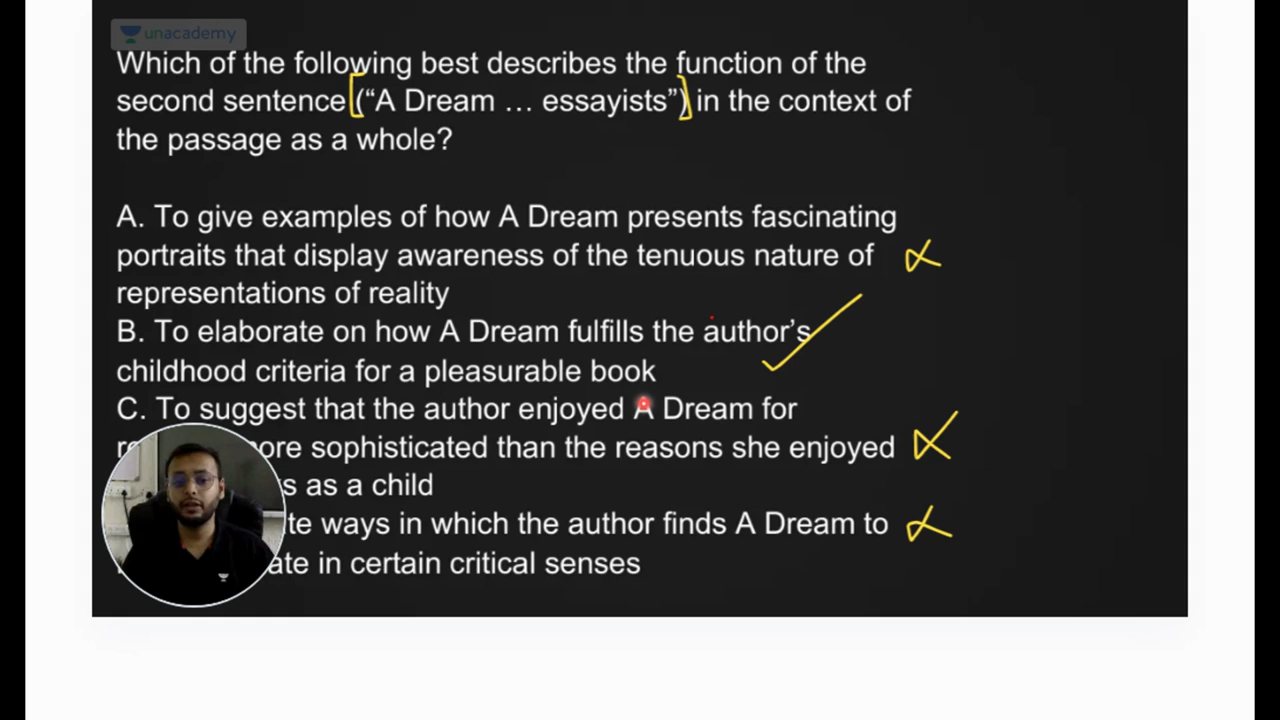 unacademy
Which of the following best describes the function of the
second sentence (“A Dream … essayists”) in the context of
the passage as a whole?
A. To give examples of how A Dream presents fascinating
portraits that display awareness of the tenuous nature of
representations of reality
B. To elaborate on how A Dream fulfills the author’s
childhood criteria for a pleasurable book
C. To suggest that the author enjoyed A Dream for
sophisticated than the reasons she enjoyed
as a child
ways in which the author finds A Dream to
in certain critical senses